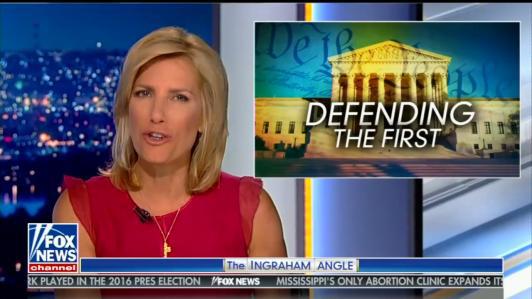 We the
People
DEFENDING
THE FIRST
FOX
NEWS
channel
The INGRAHAM ANGLE
RK PLAYED IN THE 2016 PRES ELECTION FOX NEWS MISSISSIPPI'S ONLY ABORTION CLINIC EXPANDS ITS